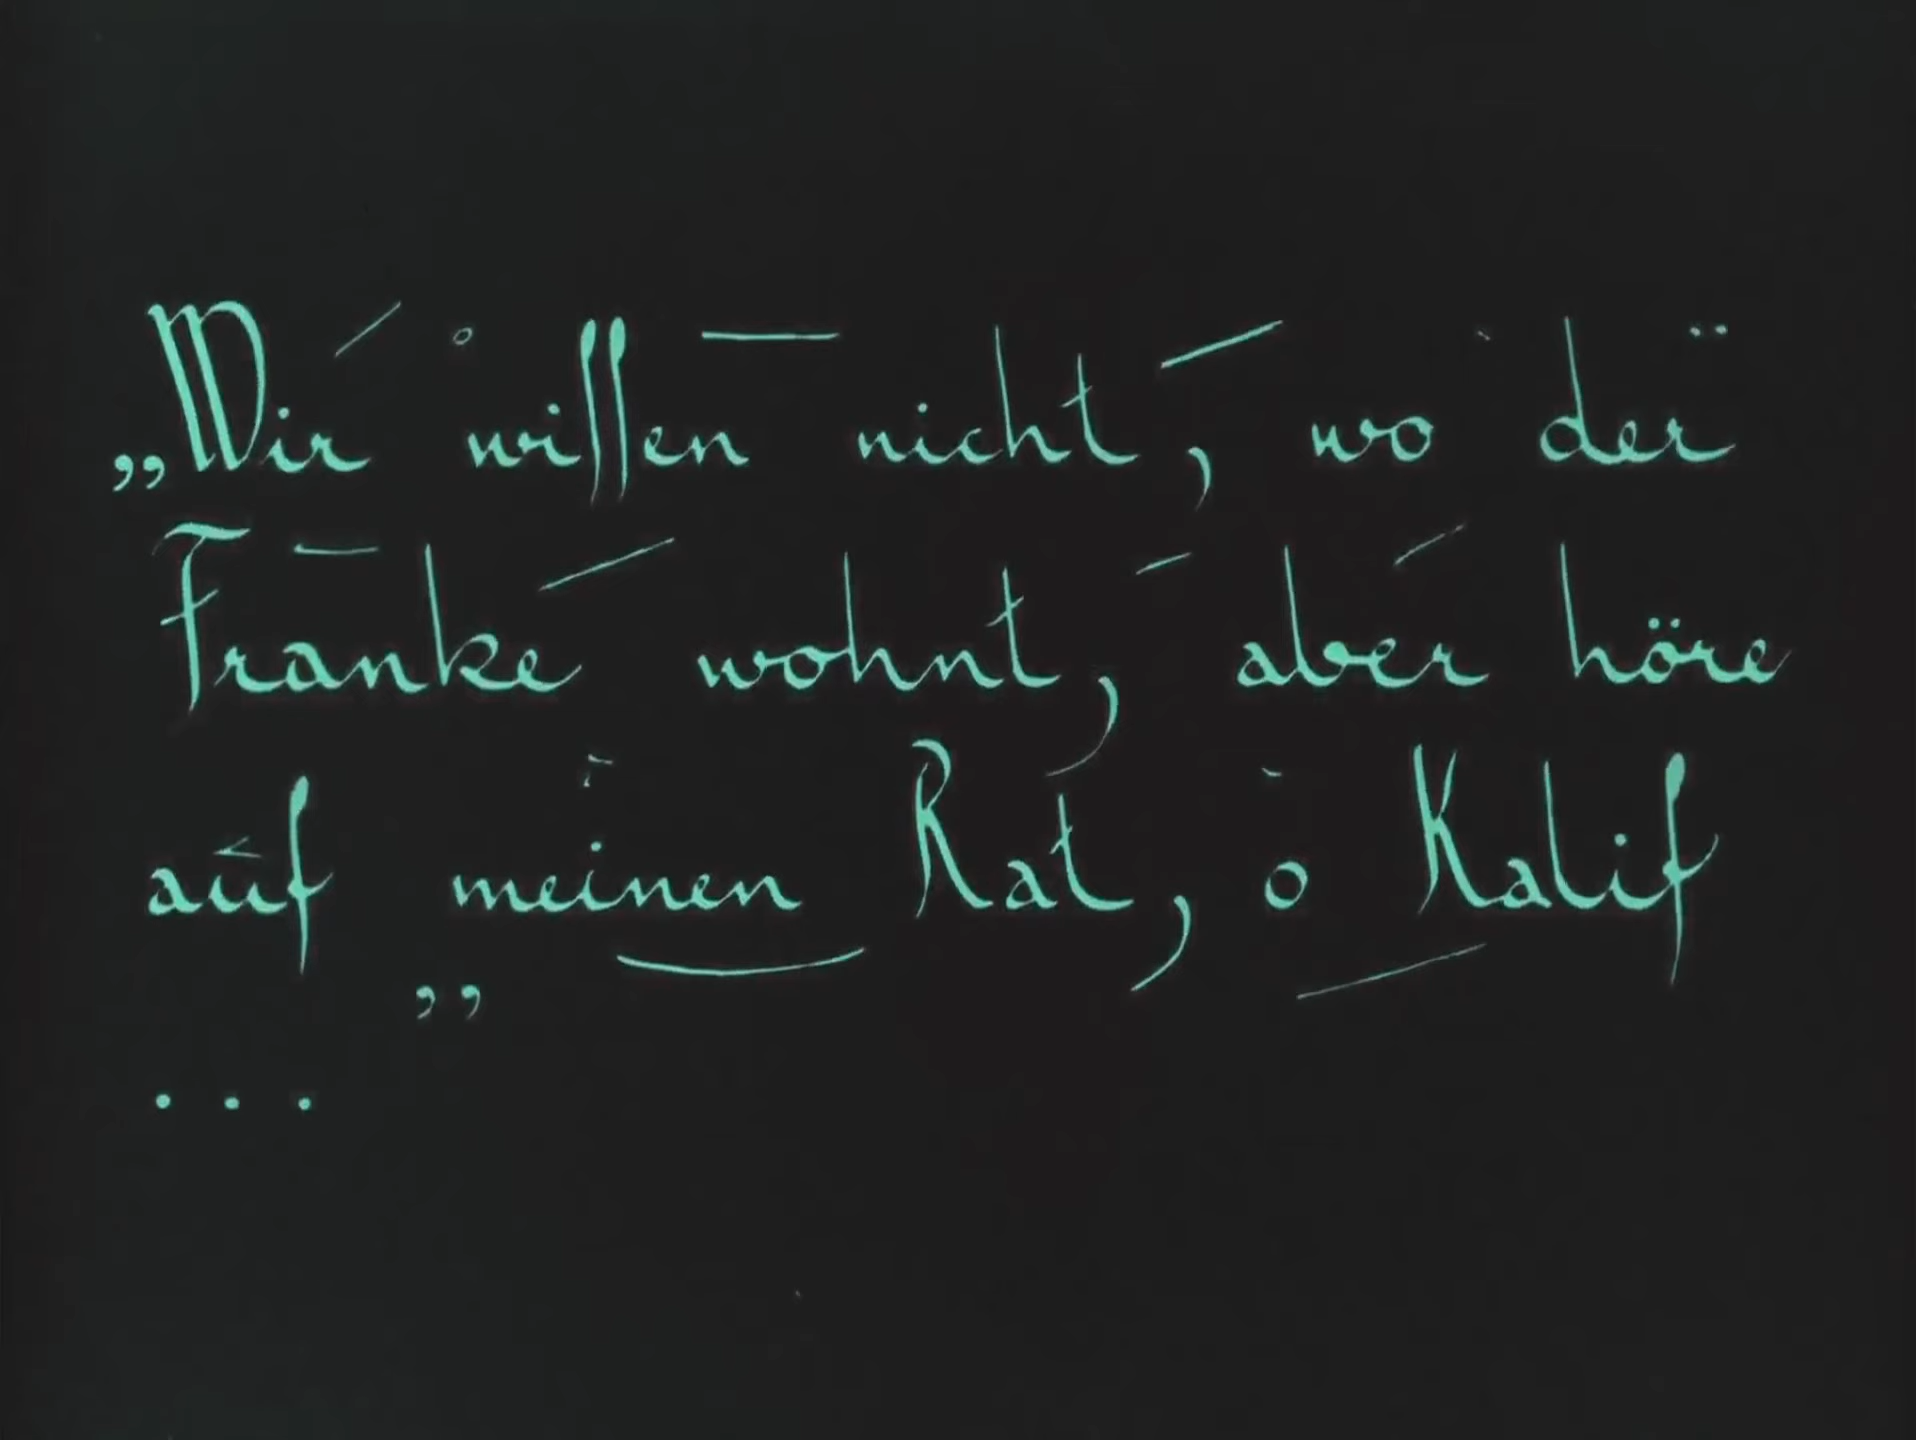 „Wir wissen nicht, wo der
Franke wohnt, aber höre
auf meinen Rat, o Kalif
. . .